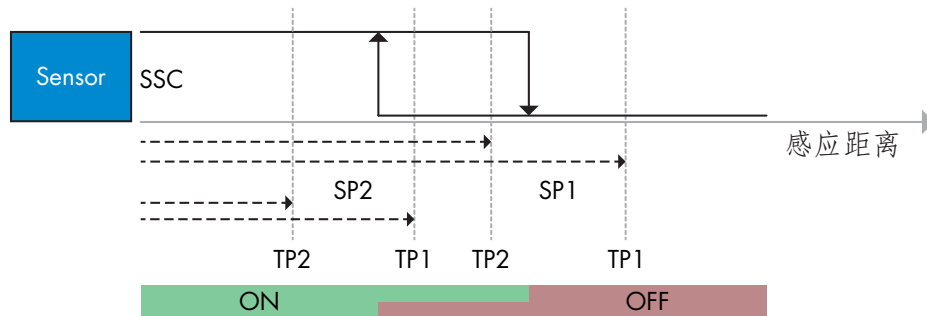 Sensor
SSC
感应距离
SP2
SP1
TP2
TP1
TP2
TP1
ON
OFF